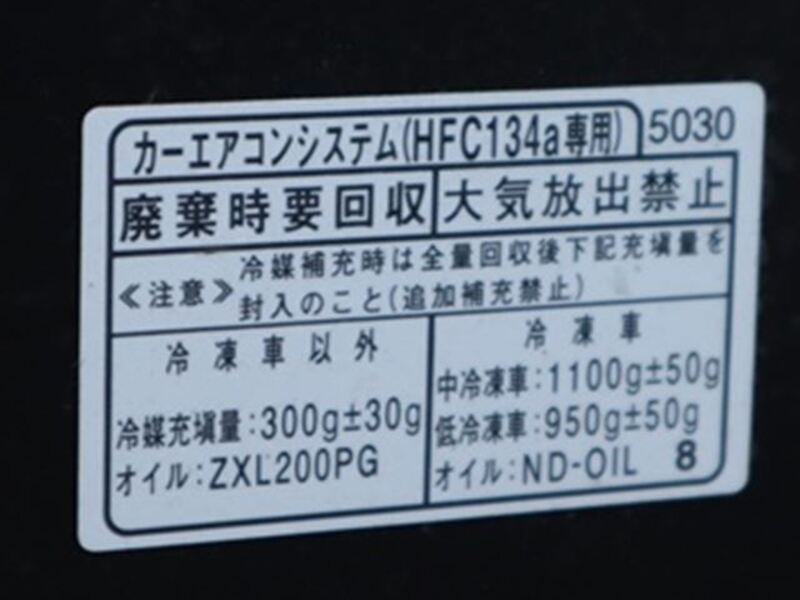 カーエアコンシステム(HFC134a専用) 5030
廃棄時要回収 大気放出禁止
≪注意≫ 冷媒補充時は全量回収後下記充填量を
封入のこと(追加補充禁止)
冷凍車以外
冷媒充填量:300g±30g
オイル:ZXL200PG
冷凍車
中冷凍車:1100g±50g
低冷凍車:950g±50g
オイル:ND-OIL 8